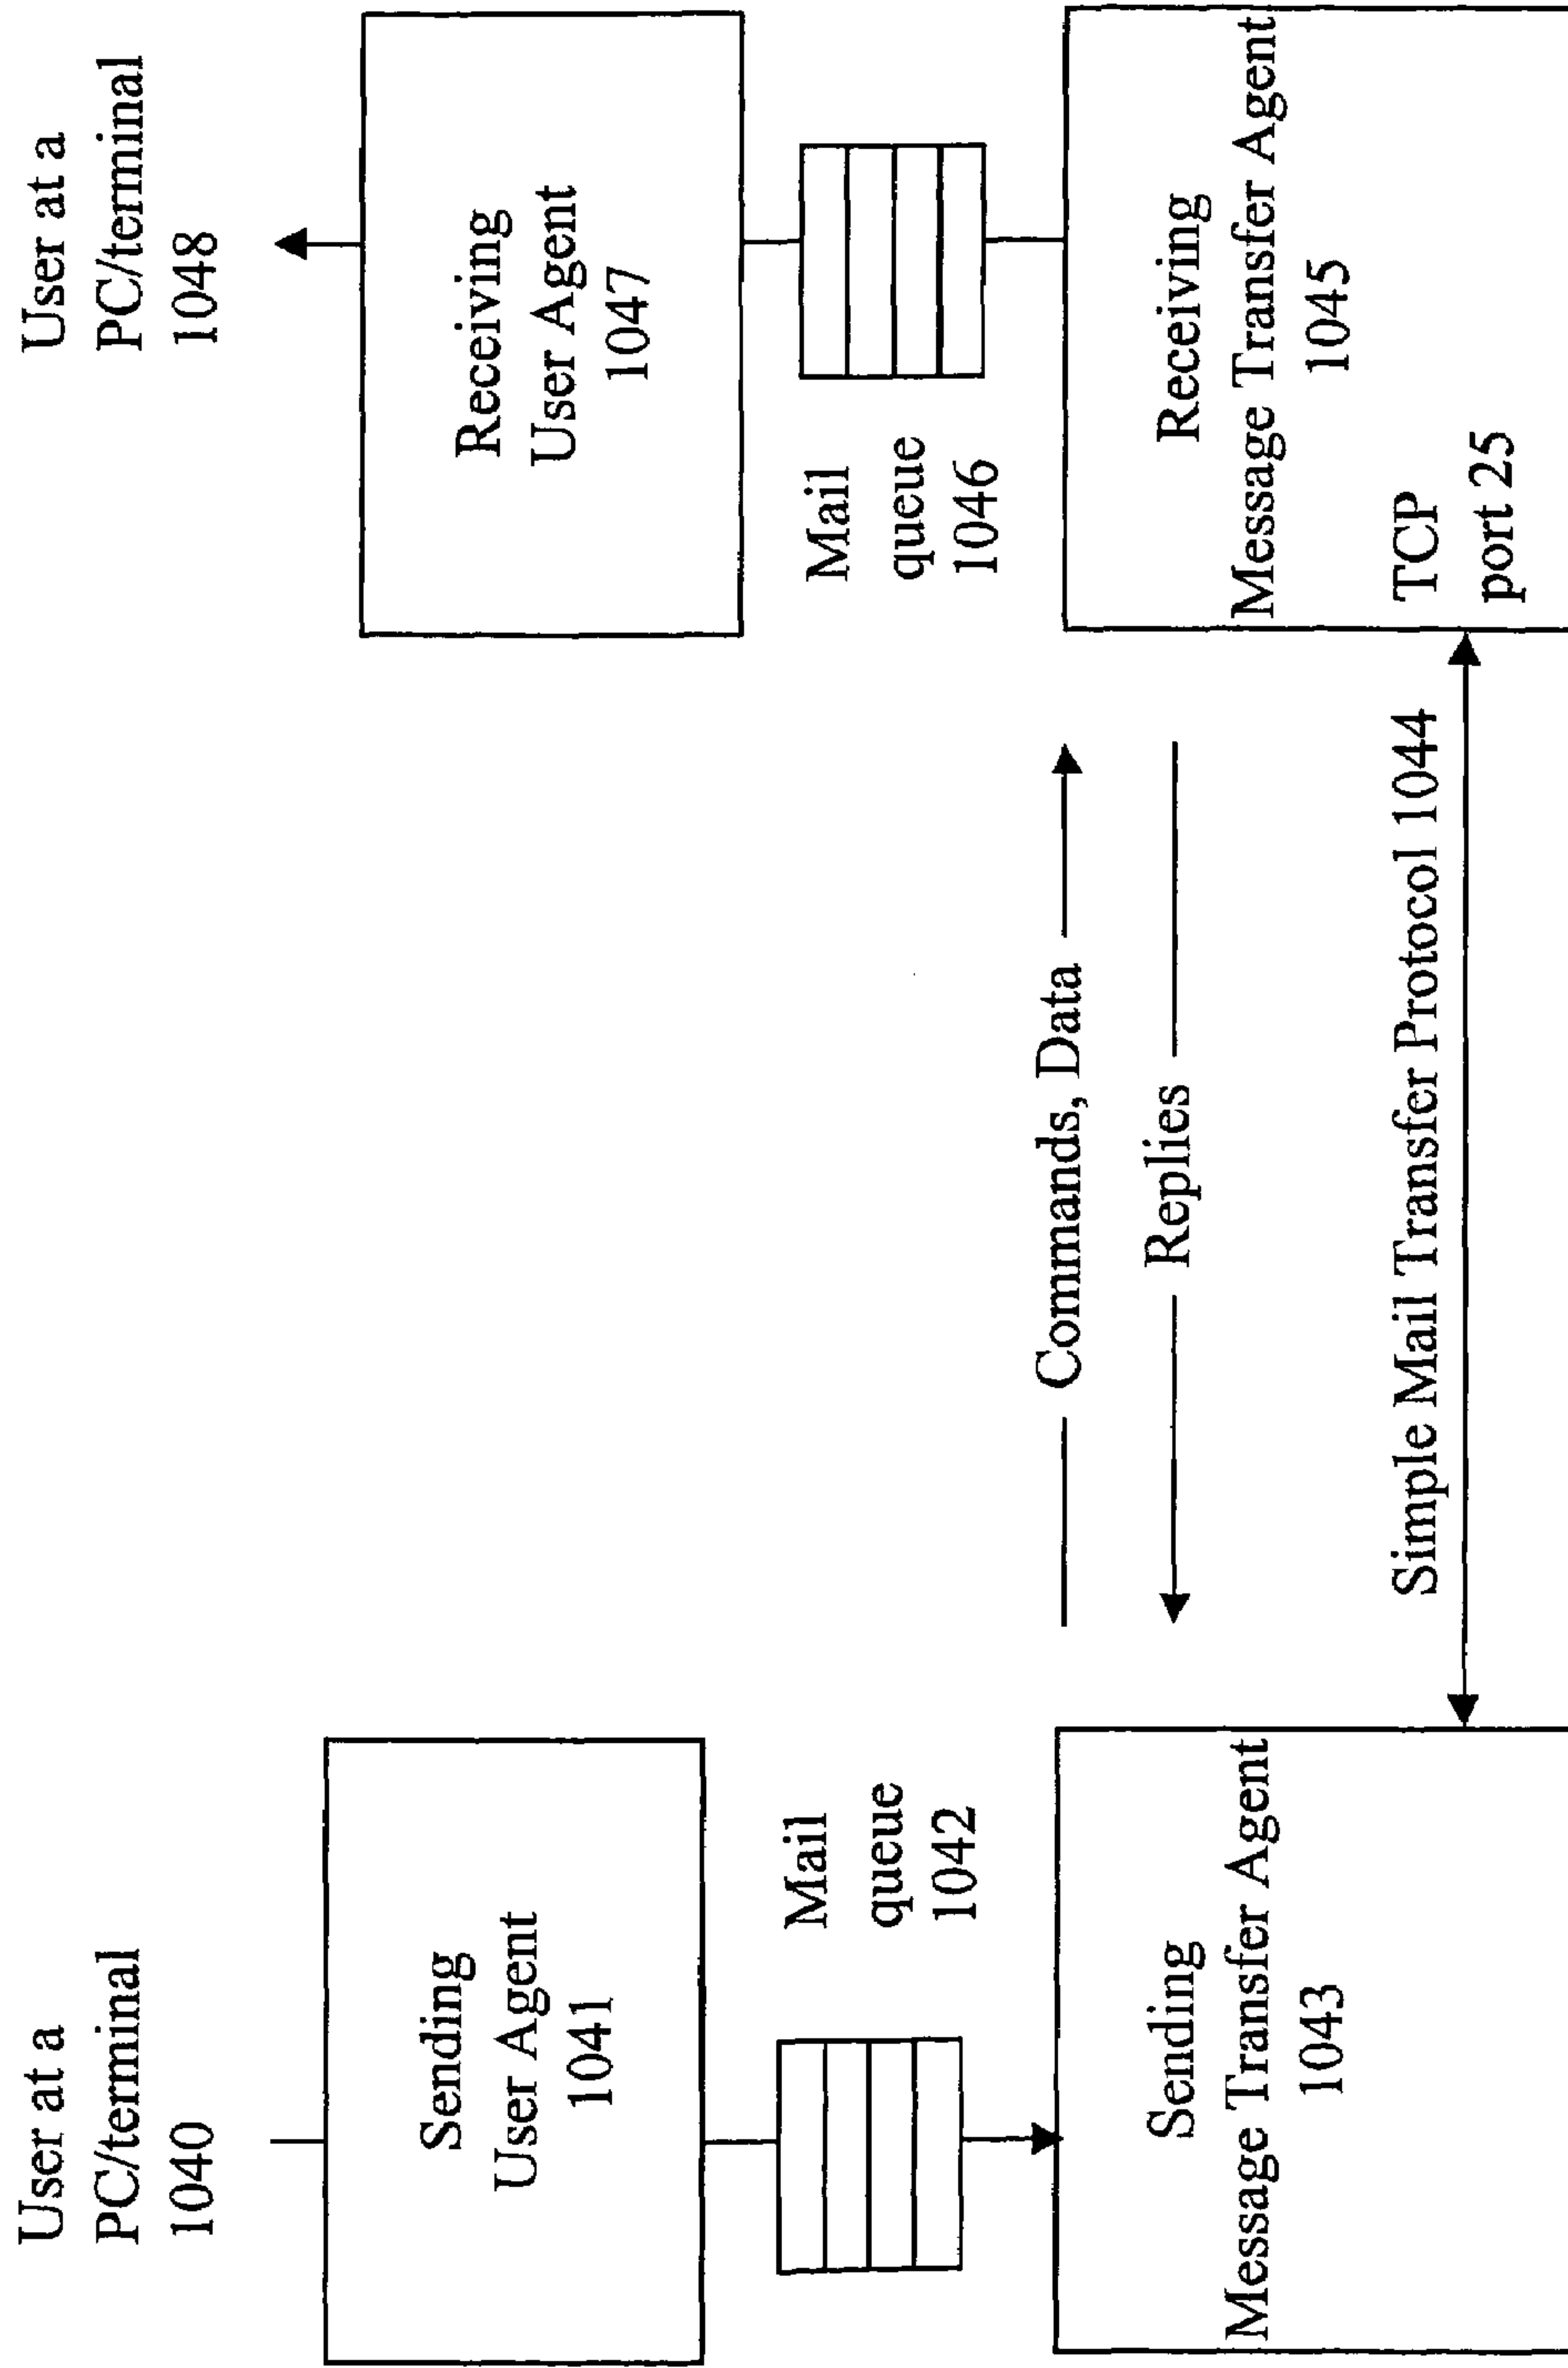 User at a
PC/terminal
1040
Sending
User Agent
1041
Mail
queue
1042
Sending
Message Transfer Agent
1043
Commands, Data
Replies
Simple Mail Transfer Protocol 1044
User at a
PC/terminal
1048
Receiving
User Agent
1047
Mail
queue
1046
Receiving
Message Transfer Agent
1045
TCP
port 25